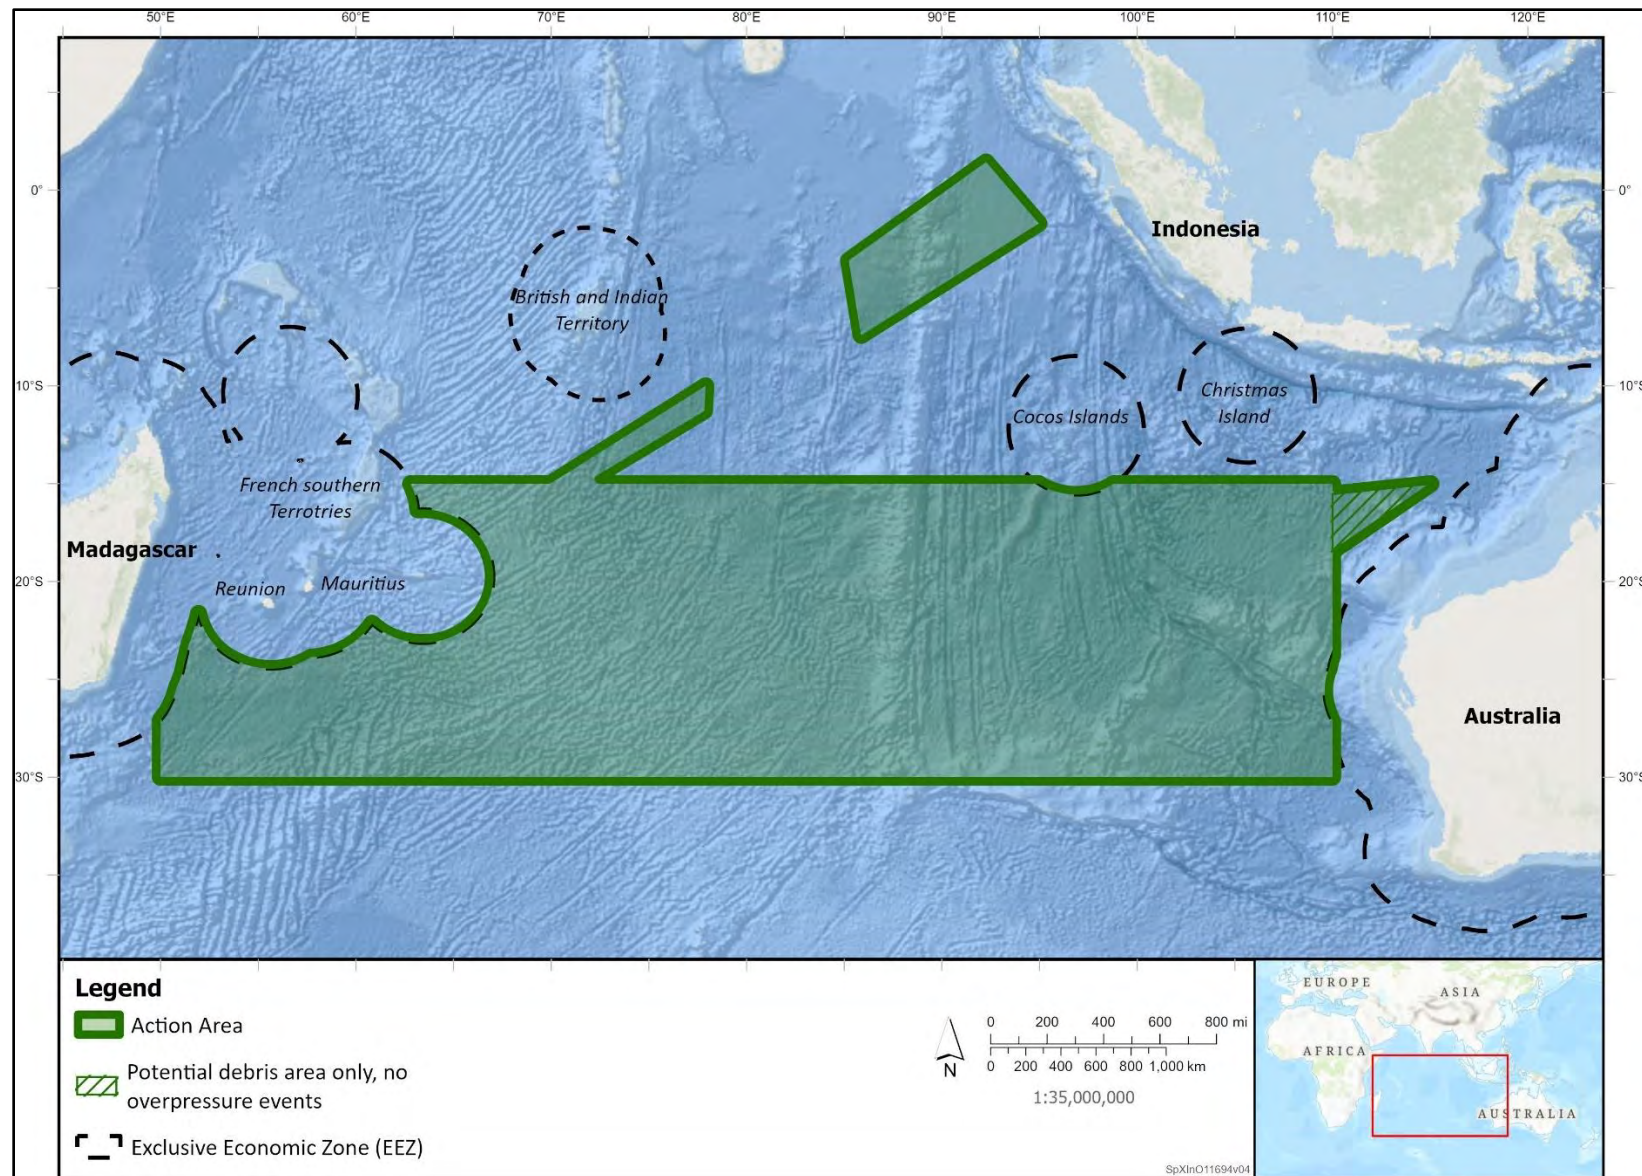 50°E 60°E 70°E 80°E 90°E 100°E 110°E 120°E
0° 0°
Indonesia
British and Indian
Territory
10°S 10°S
Christmas
Island
Cocos Islands
French southern
Terrotries
Madagascar
Reunion Mauritius
20°S 20°S
Australia
30°S 30°S
Legend
Action Area
Potential debris area only, no
overpressure events
Exclusive Economic Zone (EEZ)
N
0 200 400 600 800 mi
0 200 400 600 800 1,000 km
1:35,000,000
EUROPE
ASIA
AFRICA
AUSTRALIA
SpXInO11694v04